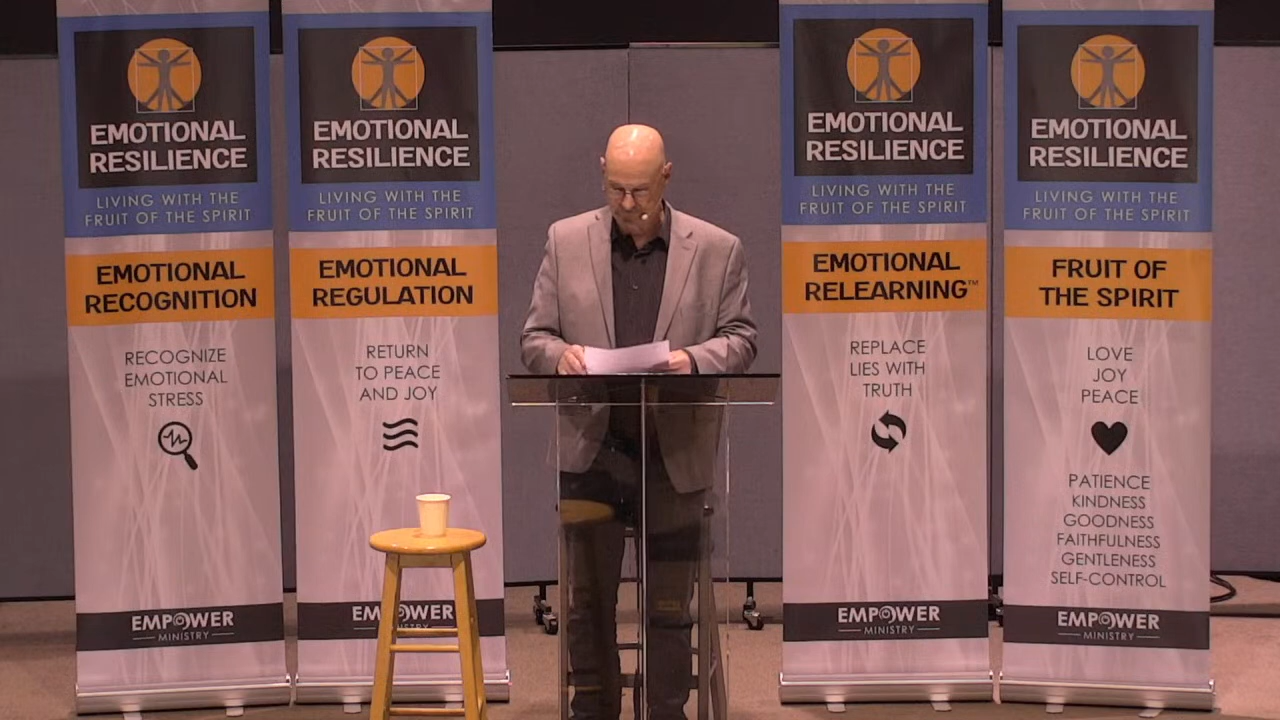 EMOTIONAL
RESILIENCE
LIVING WITH THE
FRUIT OF THE SPIRIT
EMOTIONAL
RECOGNITION
RECOGNIZE
EMOTIONAL
STRESS
EMPOWER
MINISTRY
EMOTIONAL
RESILIENCE
LIVING WITH THE
FRUIT OF THE SPIRIT
EMOTIONAL
REGULATION
RETURN
TO PEACE
AND JOY
EMPOWER
MINISTRY
EMOTIONAL
RESILIENCE
LIVING WITH THE
FRUIT OF THE SPIRIT
EMOTIONAL
RELEARNING™
REPLACE
LIES WITH
TRUTH
EMPOWER
MINISTRY
EMOTIONAL
RESILIENCE
LIVING WITH THE
FRUIT OF THE SPIRIT
FRUIT OF
THE SPIRIT
LOVE
JOY
PEACE
PATIENCE
KINDNESS
GOODNESS
FAITHFULNESS
GENTLENESS
SELF-CONTROL
EMPOWER
MINISTRY